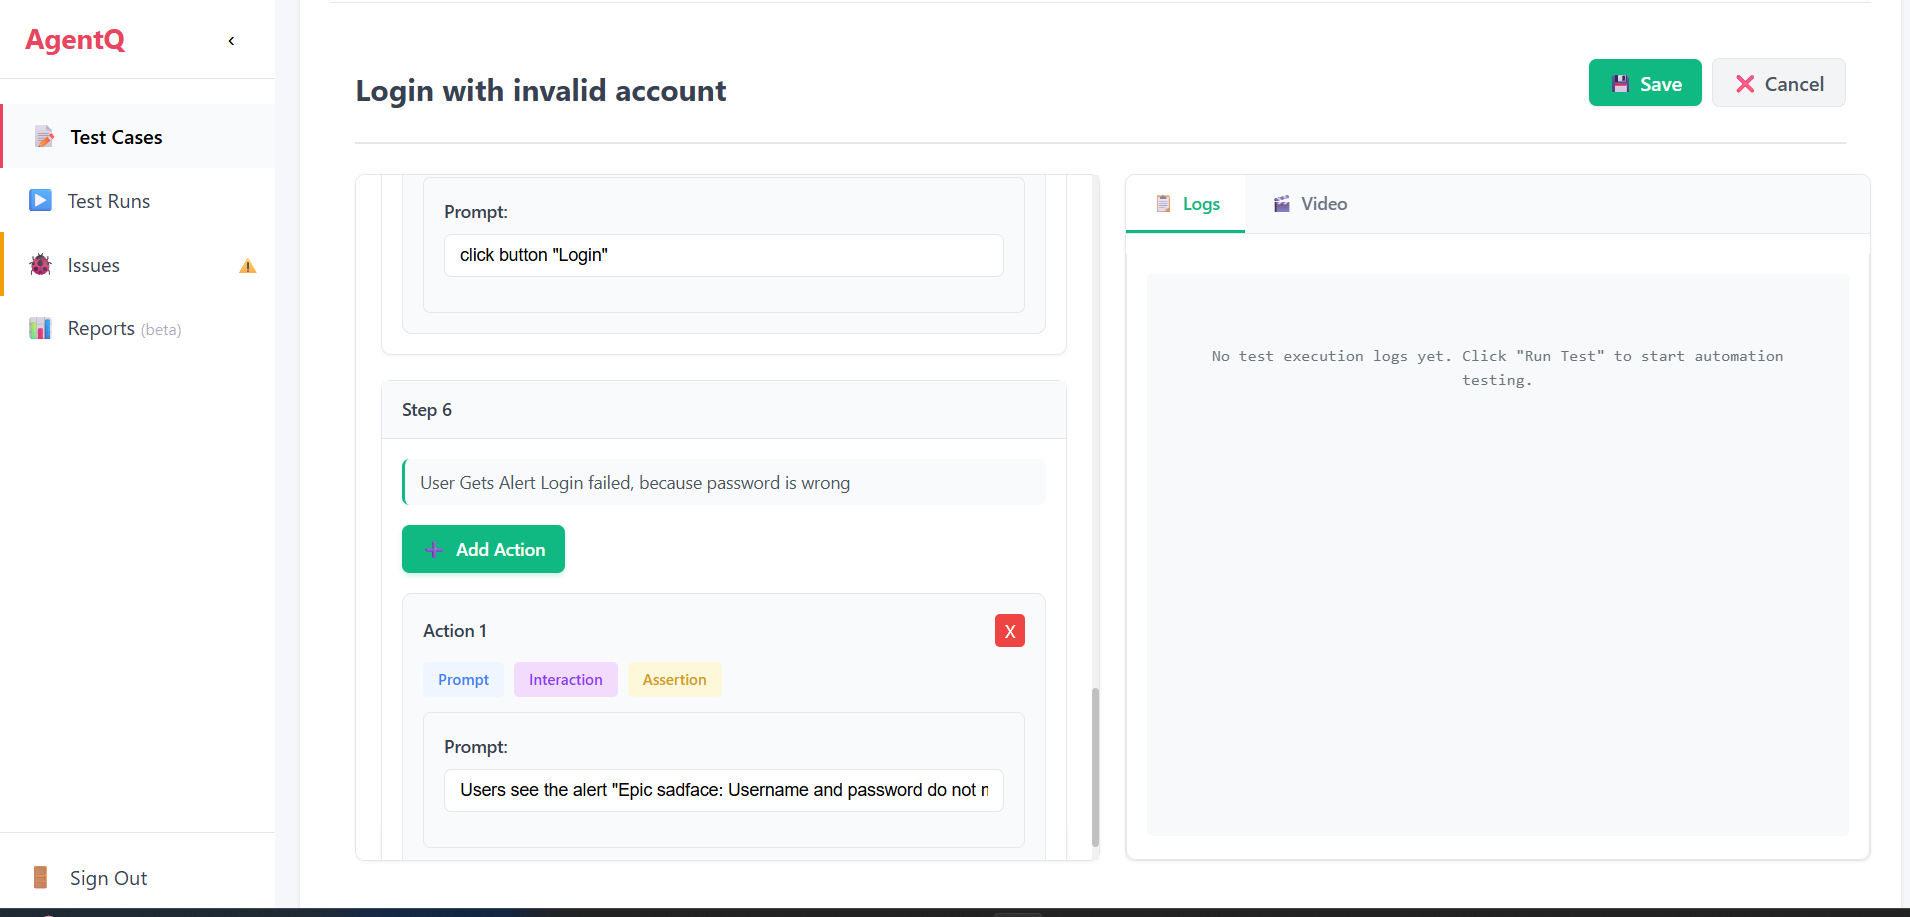 AgentQ
Test Cases
Test Runs
Issues
Reports (beta)
Sign Out
Login with invalid account
Save
Cancel
Prompt:
click button "Login"
Step 6
User Gets Alert Login failed, because password is wrong
Add Action
Action 1
X
Prompt
Interaction
Assertion
Prompt:
Users see the alert "Epic sadface: Username and password do not
Logs
Video
No test execution logs yet. Click "Run Test" to start automation
testing.